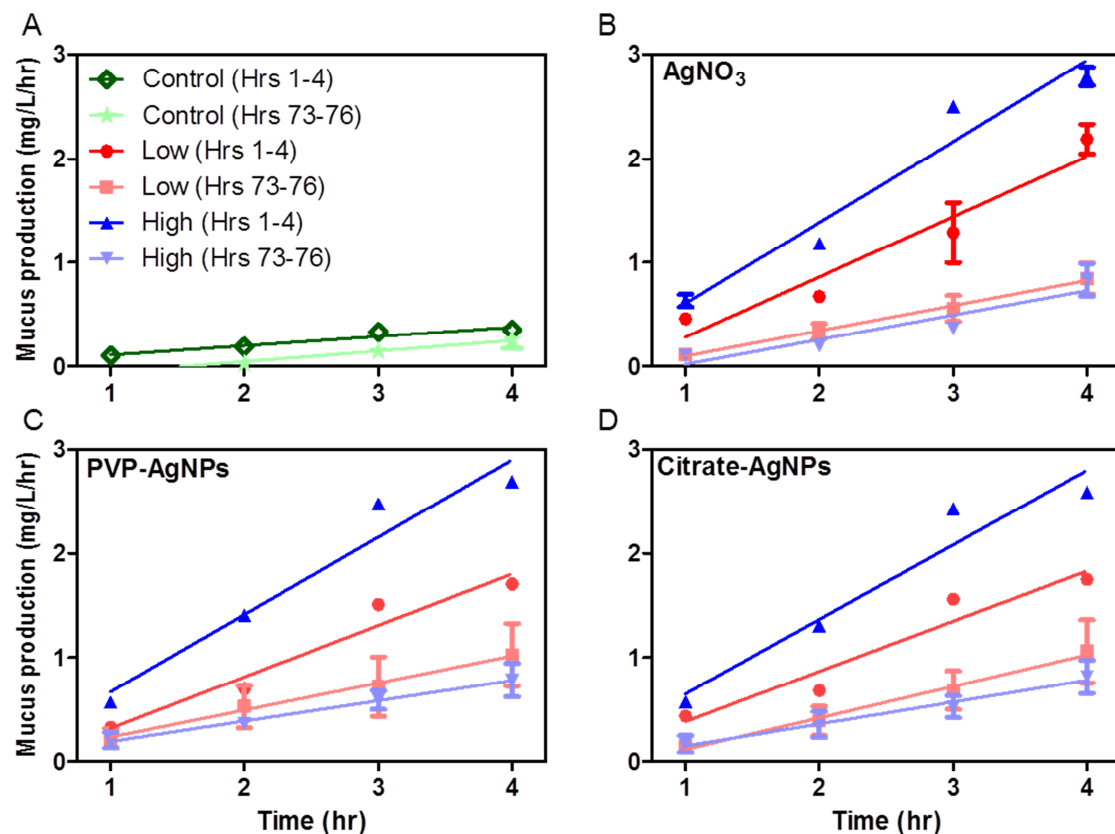 A
Mucus production (mg/L/hr)
3
2
1
0
Control (Hrs 1-4)
Control (Hrs 73-76)
Low (Hrs 1-4)
Low (Hrs 73-76)
High (Hrs 1-4)
High (Hrs 73-76)
1 2 3 4
B
AgNO₃
3
2
1
0
1 2 3 4
C
Mucus production (mg/L/hr)
PVP-AgNPs
3
2
1
0
1 2 3 4
Time (hr)
D
Citrate-AgNPs
3
2
1
0
1 2 3 4
Time (hr)